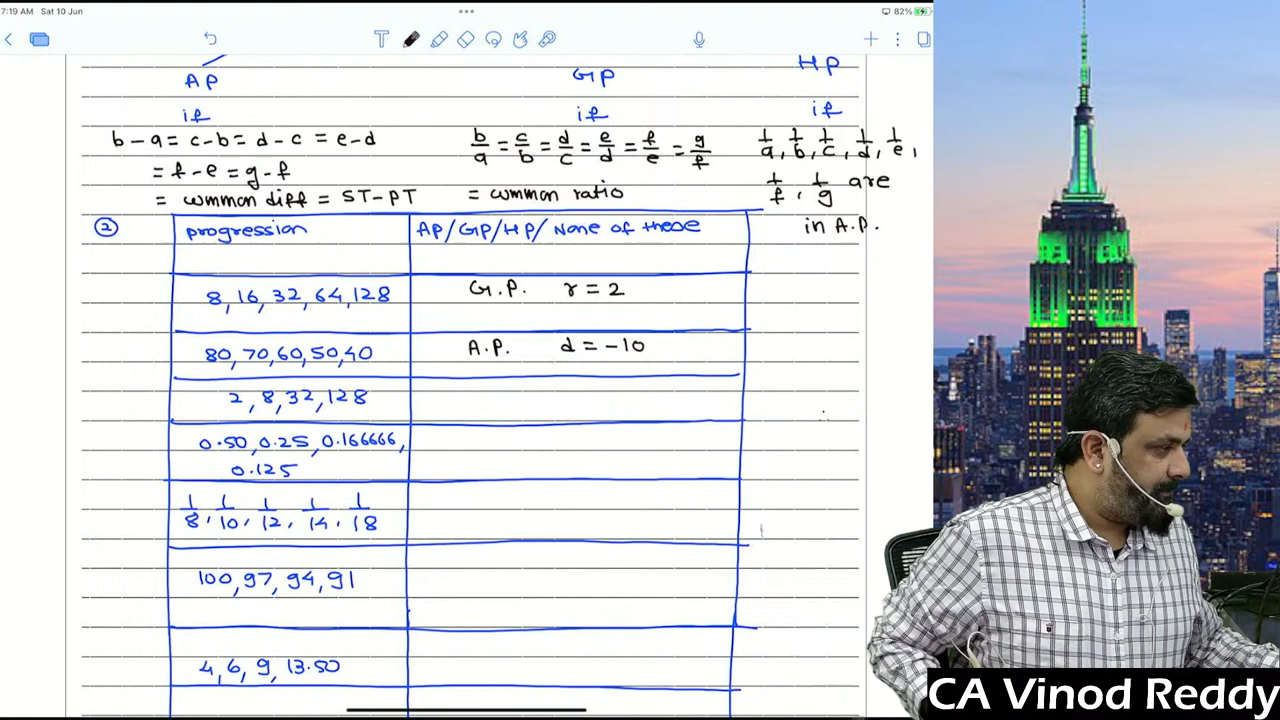 7:19 AM Sat 10 Jun
82%
AP
GP
HP
if
if
if
b-a = c-b = d-c = e-d
= f-e = g-f
= common diff = ST-PT
b/a = c/b = d/c = e/d = f/e = g/f
= common ratio
1/a, 1/b, 1/c, 1/d, 1/e,
1/f, 1/g are
in A.P.
②
progression
AP/GP/HP/None of these
8, 16, 32, 64, 128
G.P. r = 2
80, 70, 60, 50, 40
A.P. d = -10
2, 8, 32, 128
0.50, 0.25, 0.166666,
0.125
1/8, 1/10, 1/12, 1/14, 1/18
100, 97, 94, 91
4, 6, 9, 13.50
CA Vinod Reddy